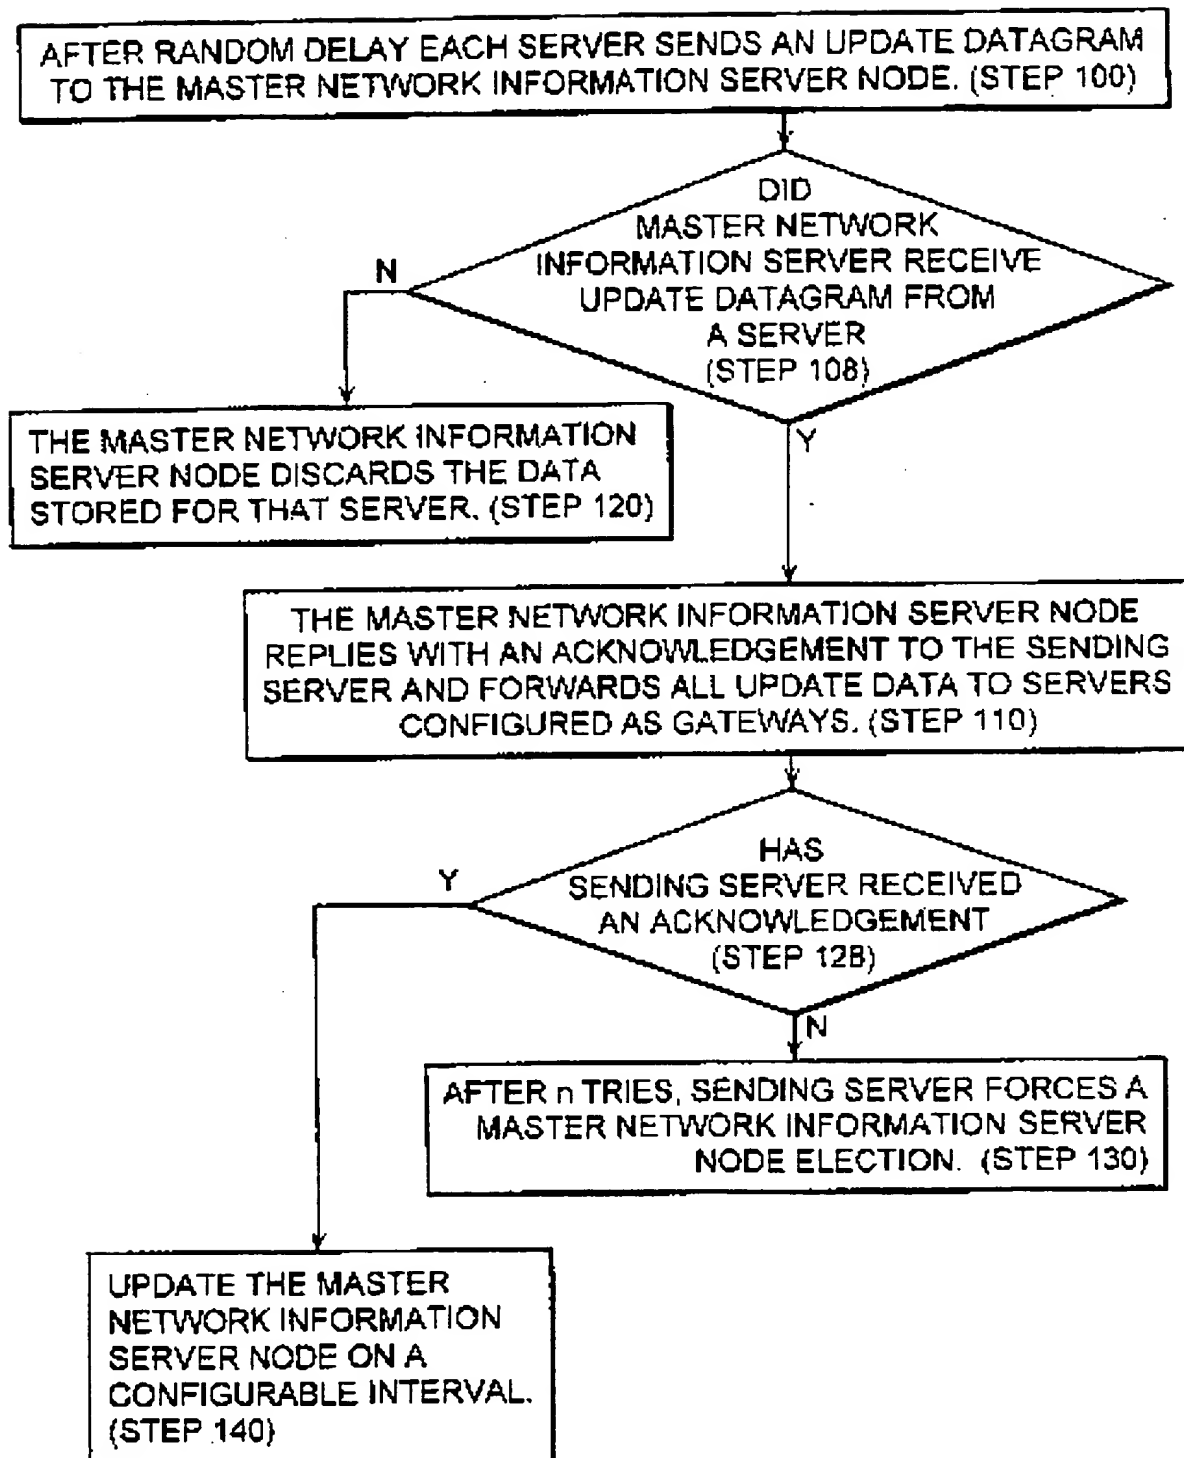 AFTER RANDOM DELAY EACH SERVER SENDS AN UPDATE DATAGRAM
TO THE MASTER NETWORK INFORMATION SERVER NODE. (STEP 100)
DID
MASTER NETWORK
INFORMATION SERVER RECEIVE
UPDATE DATAGRAM FROM
A SERVER
(STEP 108)
N
Y
THE MASTER NETWORK INFORMATION
SERVER NODE DISCARDS THE DATA
STORED FOR THAT SERVER. (STEP 120)
THE MASTER NETWORK INFORMATION SERVER NODE
REPLIES WITH AN ACKNOWLEDGEMENT TO THE SENDING
SERVER AND FORWARDS ALL UPDATE DATA TO SERVERS
CONFIGURED AS GATEWAYS. (STEP 110)
HAS
SENDING SERVER RECEIVED
AN ACKNOWLEDGEMENT
(STEP 128)
Y
N
AFTER n TRIES, SENDING SERVER FORCES A
MASTER NETWORK INFORMATION SERVER
NODE ELECTION. (STEP 130)
UPDATE THE MASTER
NETWORK INFORMATION
SERVER NODE ON A
CONFIGURABLE INTERVAL.
(STEP 140)